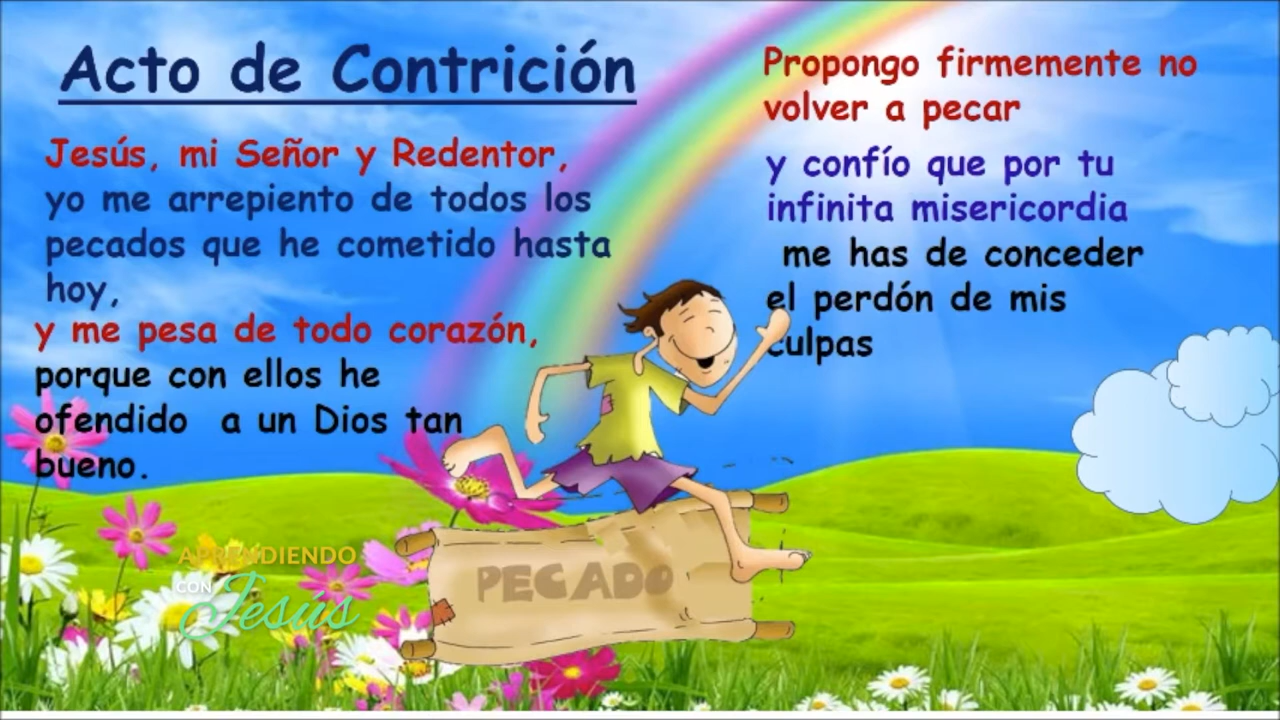 Acto de Contrición
Jesús, mi Señor y Redentor,
yo me arrepiento de todos los
pecados que he cometido hasta
hoy,
y me pesa de todo corazón,
porque con ellos he
ofendido a un Dios tan
bueno.
Propongo firmemente no
volver a pecar
y confío que por tu
infinita misericordia
me has de conceder
el perdón de mis
culpas
PECADO
APRENDIENDO
CON
Jesús